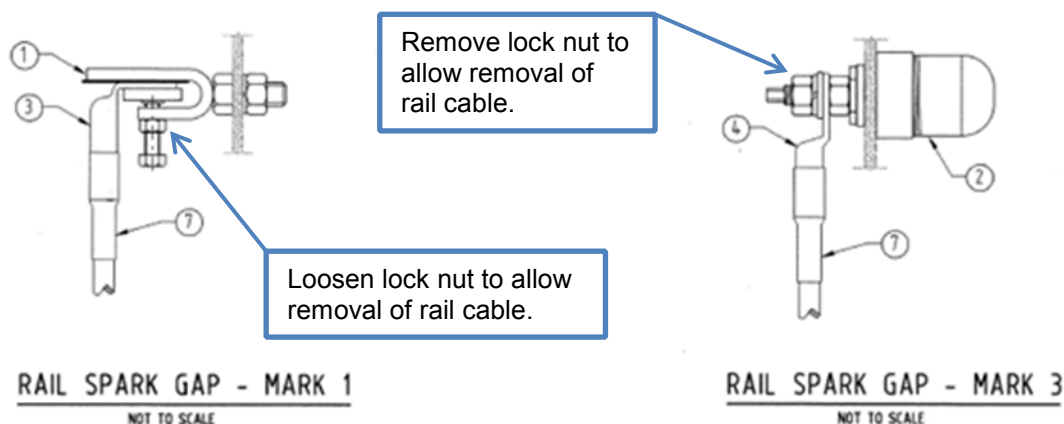 1
3
7
Loosen lock nut to allow
removal of rail cable.
RAIL SPARK GAP - MARK 1
NOT TO SCALE
Remove lock nut to
allow removal of
rail cable.
4
2
7
RAIL SPARK GAP - MARK 3
NOT TO SCALE